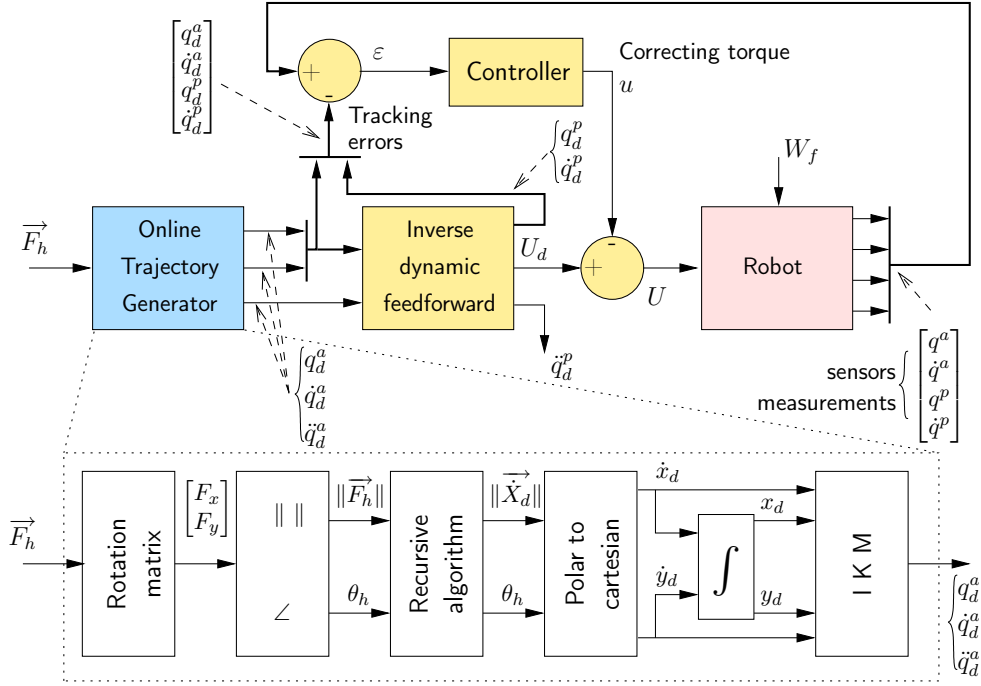 q_d^a
q̇_d^a
q_d^p
q̇_d^p
+
-
ε
Controller
Correcting torque
u
Tracking
errors
q_d^p
q̇_d^p
W_f
F_h
Online
Trajectory
Generator
Inverse
dynamic
feedforward
U_d
+
-
U
Robot
q̈_d^p
q_d^a
q̇_d^a
q̈_d^a
sensors
measurements
q^a
q̇^a
q^p
q̇^p
F_h
Rotation
matrix
F_x
F_y
‖ ‖
∠
‖F_h‖
θ_h
Recursive
algorithm
‖Ẋ_d‖
θ_h
Polar to
cartesian
ẋ_d
ẏ_d
∫
x_d
y_d
I K M
q_d^a
q̇_d^a
q̈_d^a